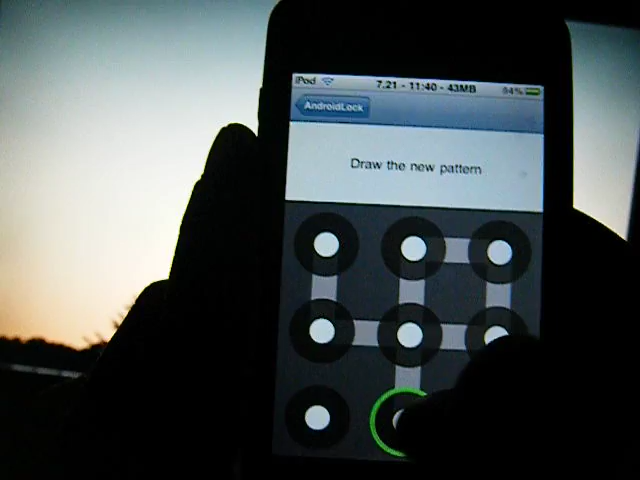 iPod 7.21 - 11:40 - 43MB 84%
AndroidLock
Draw the new pattern